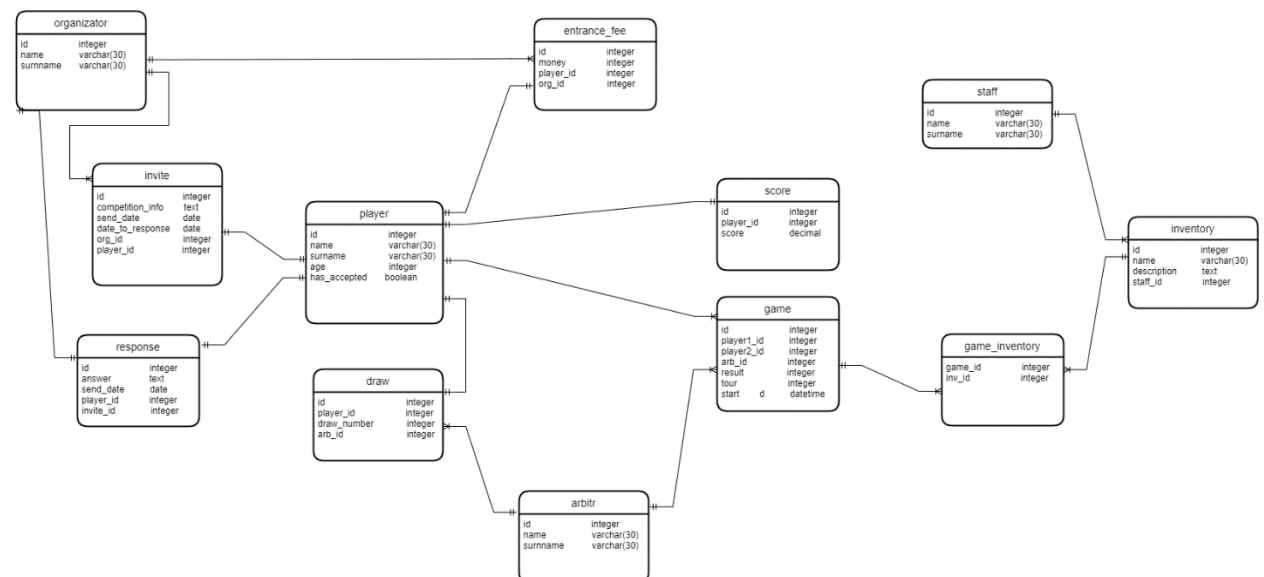 organizator
id integer
name varchar(30)
surnname varchar(30)
entrance_fee
id integer
money integer
player_id integer
org_id integer
staff
id integer
name varchar(30)
surname varchar(30)
invite
id integer
competition_info text
send_date date
date_to_response date
org_id integer
player_id integer
player
id integer
name varchar(30)
surname varchar(30)
age integer
has_accepted boolean
score
id integer
player_id integer
score decimal
inventory
id integer
name varchar(30)
description text
staff_id integer
response
id integer
answer text
send_date date
player_id integer
invite_id integer
draw
id integer
player_id integer
draw_number integer
arb_id integer
game
id integer
player1_id integer
player2_id integer
arb_id integer
result integer
tour integer
start d datetime
game_inventory
game_id integer
inv_id integer
arbitr
id integer
name varchar(30)
surnname varchar(30)